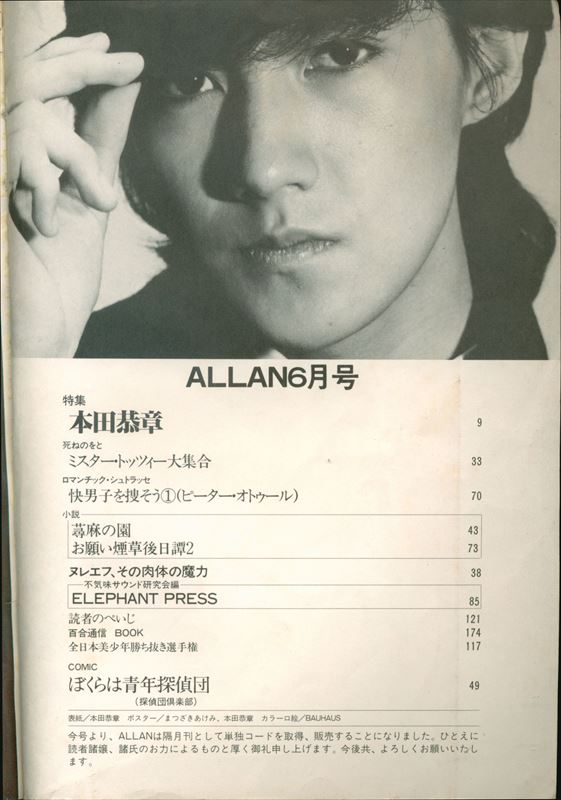 ALLAN6月号
特集
本田恭章 9
死ねのをと
ミスター・トッツィー大集合 33
ロマンチック・シュトラッセ
快男子を捜そう①(ピーター・オトゥール) 70
小説
蕁麻の園 43
お願い煙草後日譚2 73
ヌレエフ、その肉体の魔力 38
不気味サウンド研究会編
ELEPHANT PRESS 85
読者のぺいじ 121
百合通信 BOOK 174
全日本美少年勝ち抜き選手権 117
COMIC
ぼくらは青年探偵団 49
(探偵団倶楽部)
表紙／本田恭章 ポスター／まつざきあけみ、本田恭章 カラー口絵／BAUHAUS
今号より、ALLANは隔月刊として単独コードを取得、販売することになりました。ひとえに
読者諸嬢、諸氏のお力によるものと厚く御礼申し上げます。今後共、よろしくお願いいたし
ます。